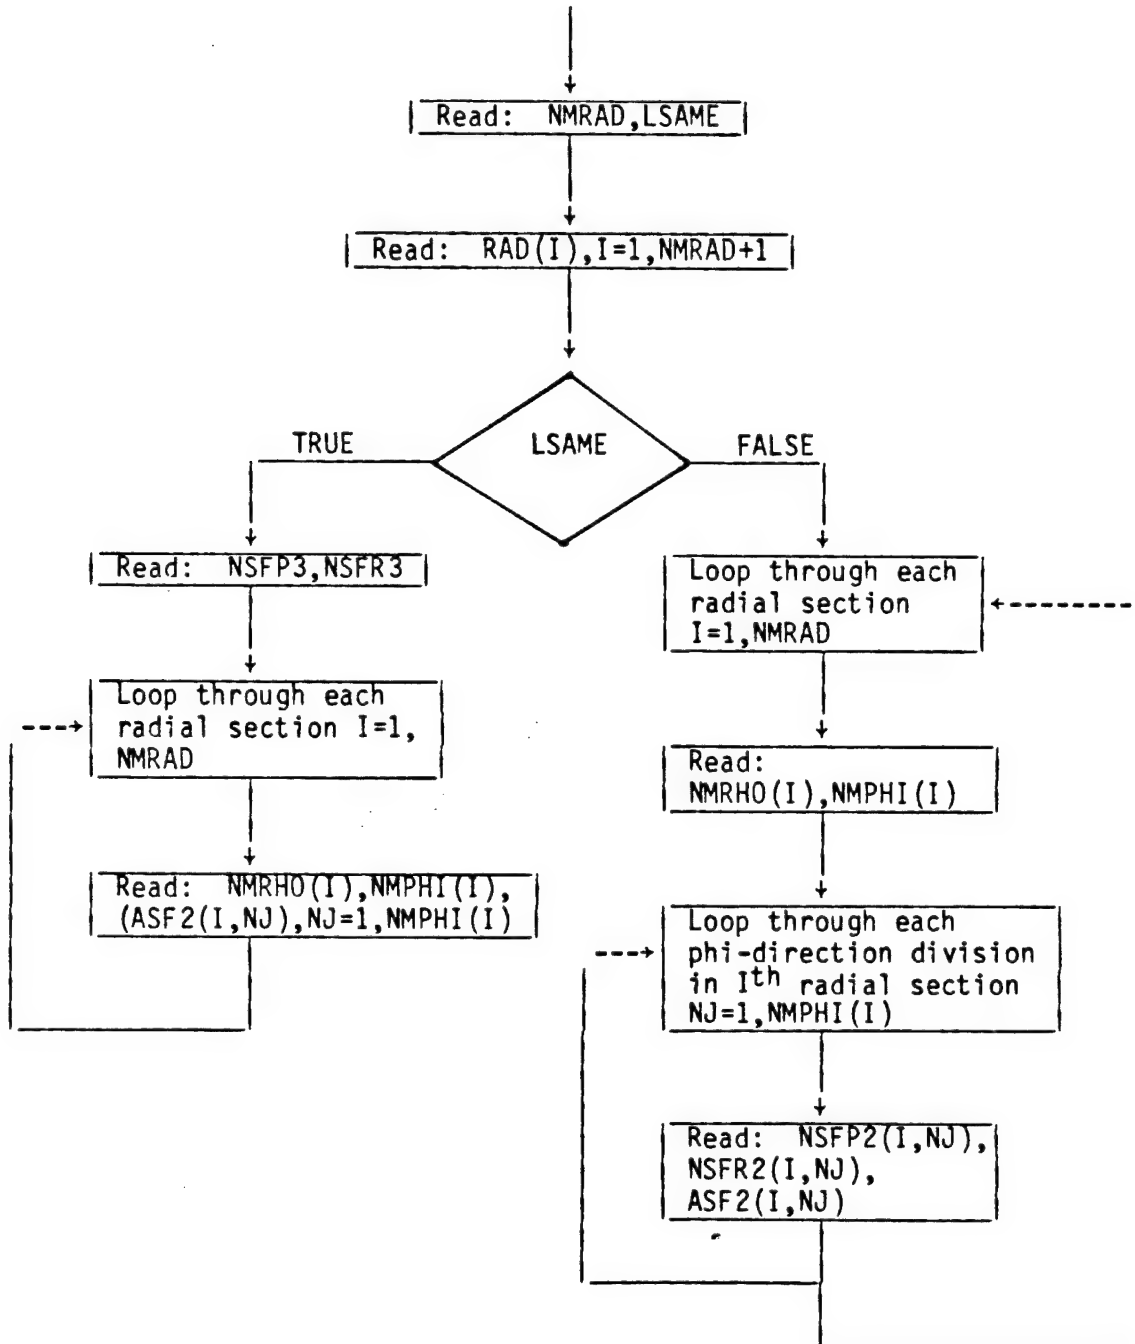 Read: NMRAD,LSAME
Read: RAD(I),I=1,NMRAD+1
LSAME
TRUE
FALSE
Read: NSFP3,NSFR3
Loop through each
radial section I=1,
NMRAD
Read: NMRHO(I),NMPHI(I),
(ASF2(I,NJ),NJ=1,NMPHI(I)
Loop through each
radial section
I=1,NMRAD
Read:
NMRHO(I),NMPHI(I)
Loop through each
phi-direction division
in Ith radial section
NJ=1,NMPHI(I)
Read: NSFP2(I,NJ),
NSFR2(I,NJ),
ASF2(I,NJ)